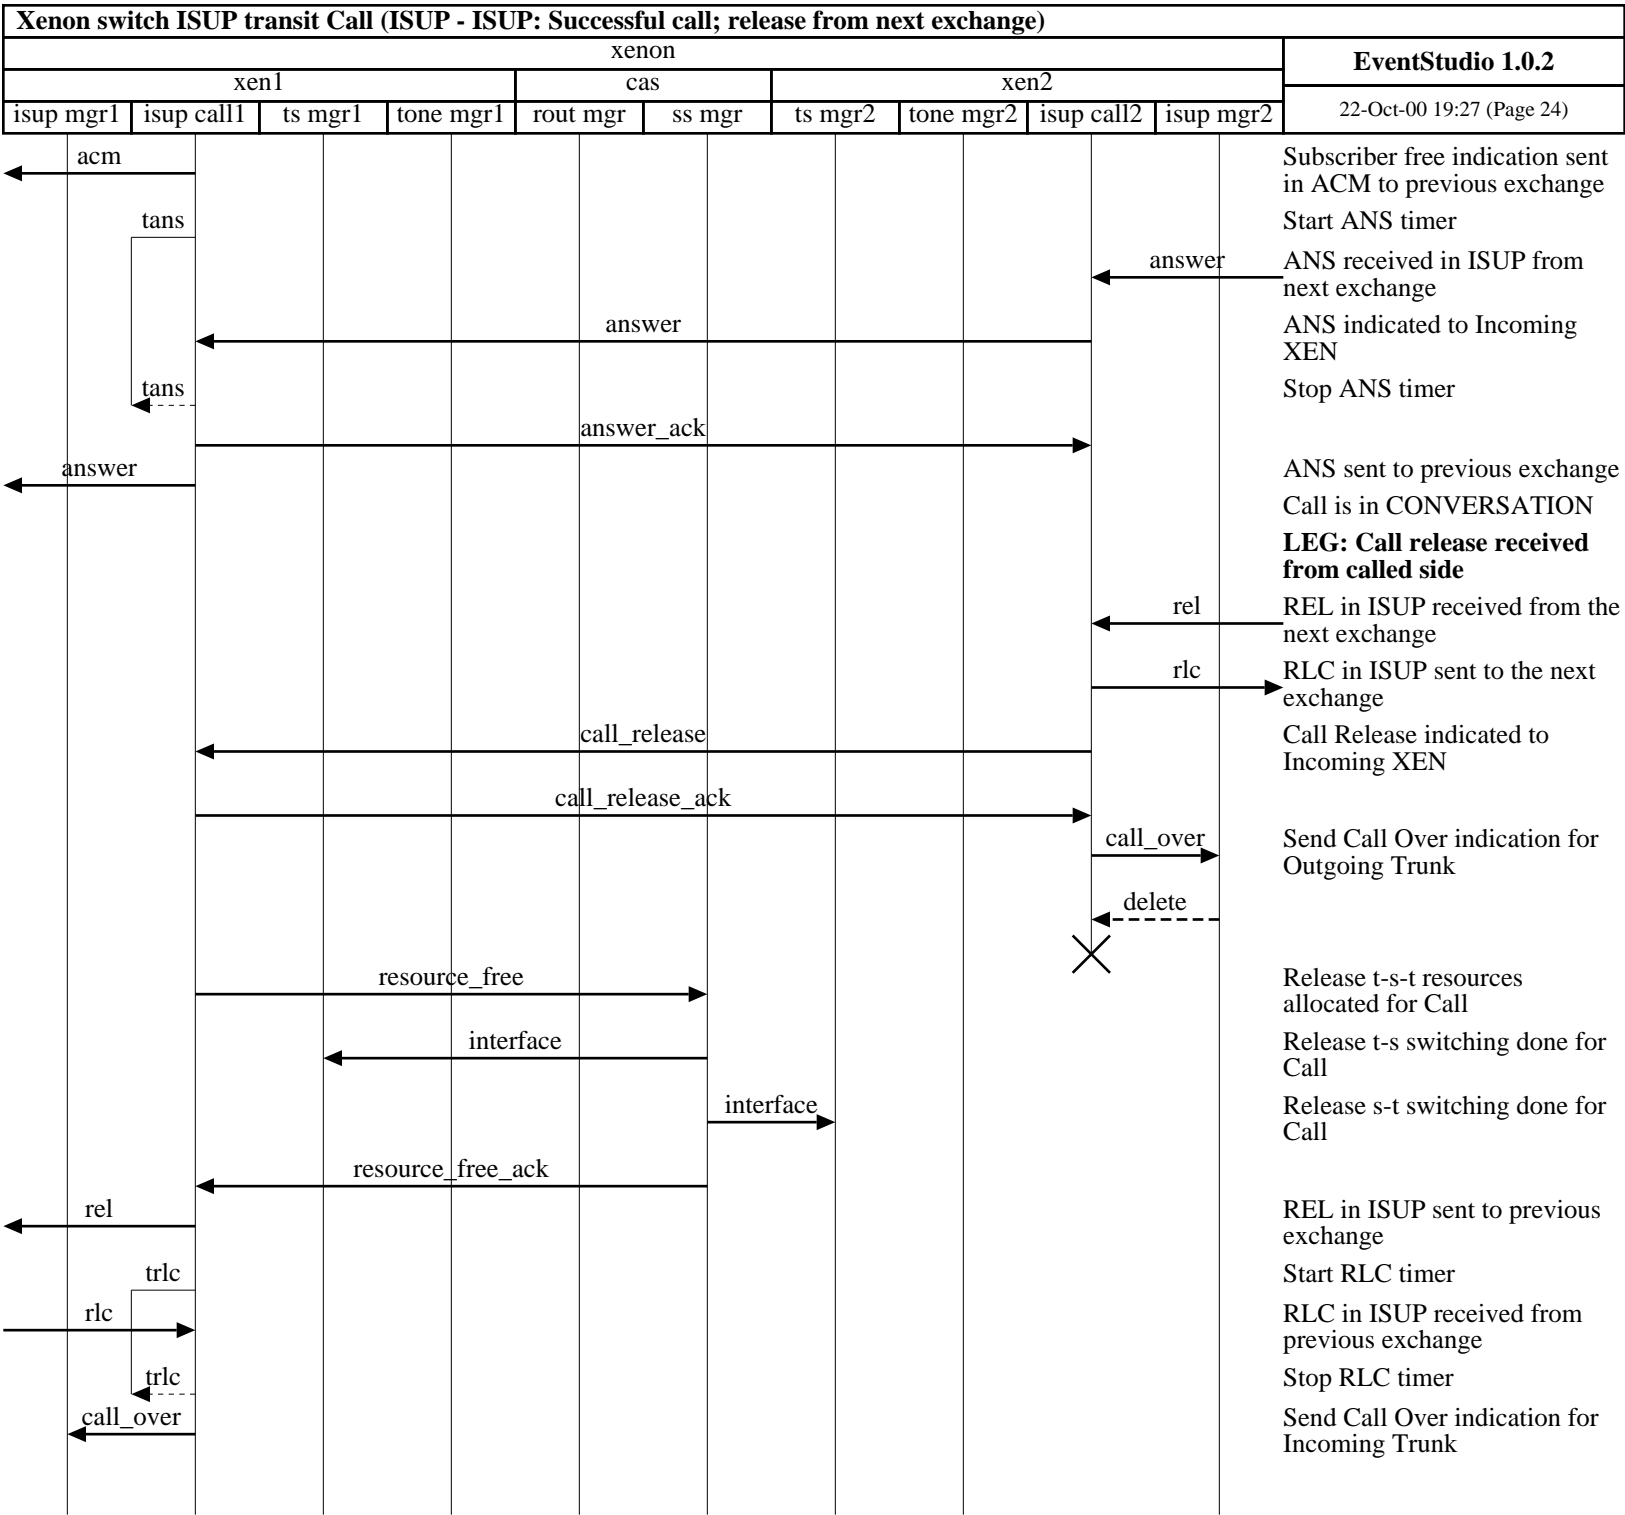 Xenon switch ISUP transit Call (ISUP - ISUP: Successful call; release from next exchange)
xenon
EventStudio 1.0.2
xen1 cas xen2
isup mgr1 isup call1 ts mgr1 tone mgr1 rout mgr ss mgr ts mgr2 tone mgr2 isup call2 isup mgr2
22-Oct-00 19:27 (Page 24)
acm
Subscriber free indication sent
in ACM to previous exchange
tans
Start ANS timer
answer
ANS received in ISUP from
next exchange
answer
ANS indicated to Incoming
XEN
tans
Stop ANS timer
answer_ack
answer
ANS sent to previous exchange
Call is in CONVERSATION
LEG: Call release received
from called side
rel
REL in ISUP received from the
next exchange
rlc
RLC in ISUP sent to the next
exchange
call_release
Call Release indicated to
Incoming XEN
call_release_ack
call_over
Send Call Over indication for
Outgoing Trunk
delete
resource_free
Release t-s-t resources
allocated for Call
interface
Release t-s switching done for
Call
interface
Release s-t switching done for
Call
resource_free_ack
rel
REL in ISUP sent to previous
exchange
trlc
Start RLC timer
rlc
RLC in ISUP received from
previous exchange
trlc
Stop RLC timer
call_over
Send Call Over indication for
Incoming Trunk